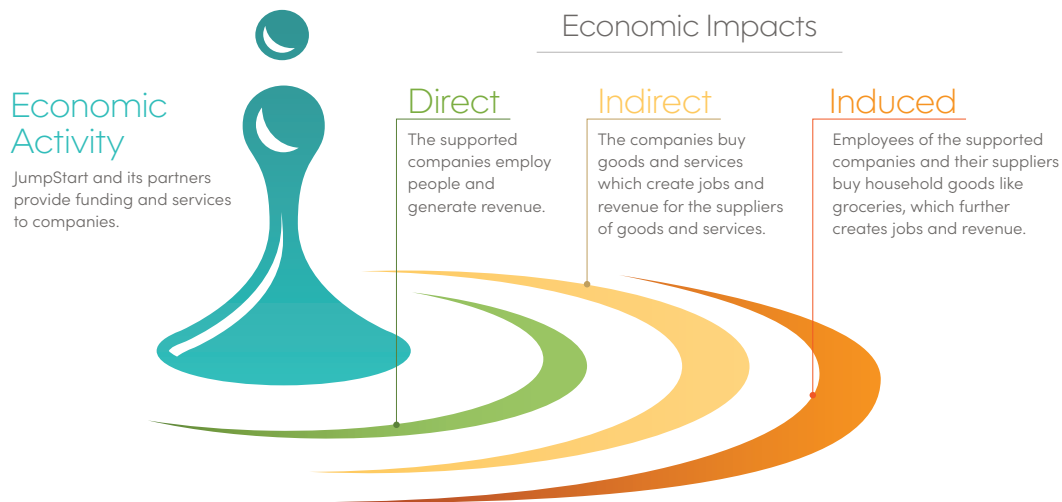 Economic Impacts
Economic
Activity
JumpStart and its partners
provide funding and services
to companies.
Direct
The supported
companies employ
people and
generate revenue.
Indirect
The companies buy
goods and services
which create jobs and
revenue for the suppliers
of goods and services.
Induced
Employees of the supported
companies and their suppliers
buy household goods like
groceries, which further
creates jobs and revenue.